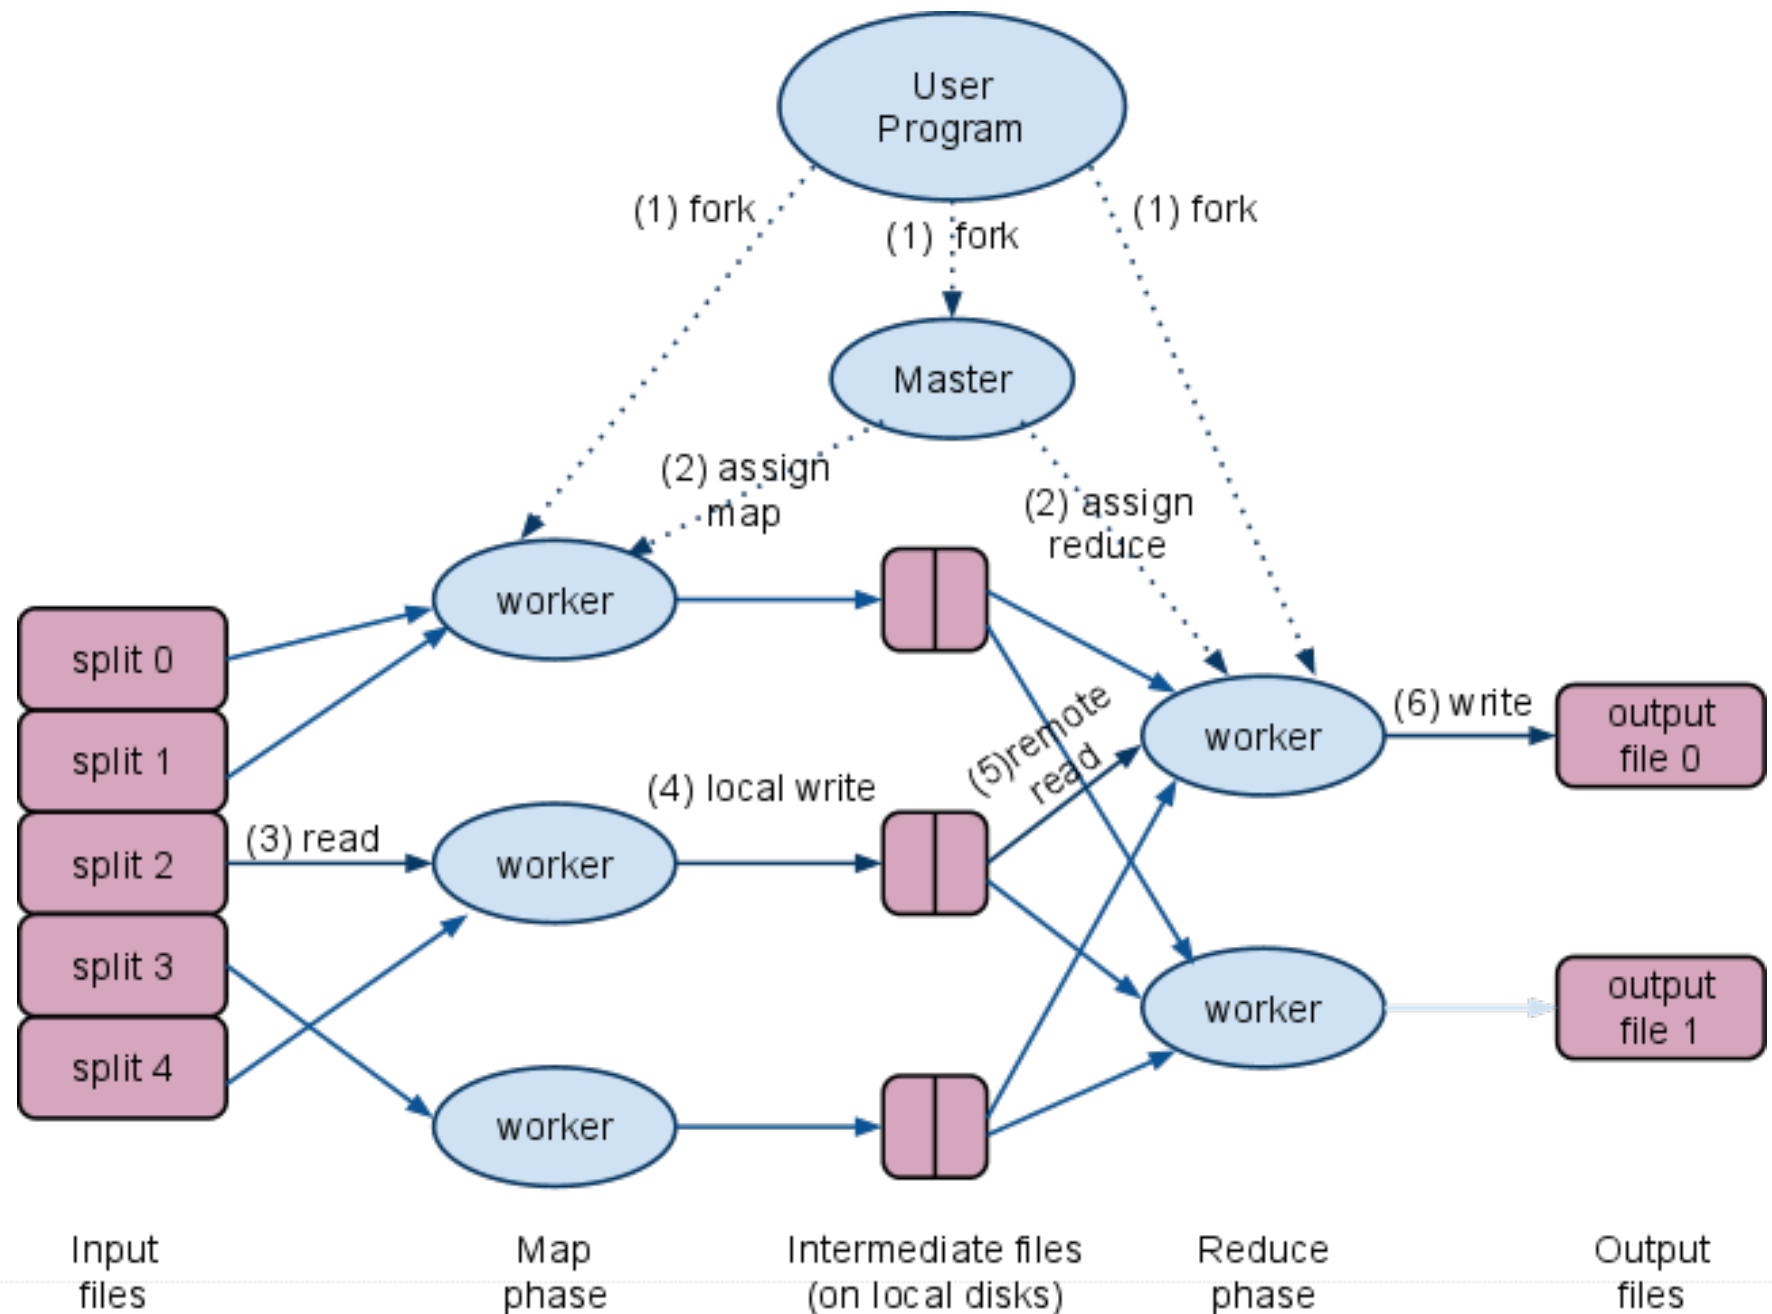 User
Program
(1) fork
(1) fork
(1) fork
Master
(2) assign
map
(2) assign
reduce
worker
split 0
split 1
split 2
split 3
split 4
(3) read
worker
(4) local write
(5)remote
read
worker
(6) write
output
file 0
worker
output
file 1
worker
Input
files
Map
phase
Intermediate files
(on local disks)
Reduce
phase
Output
files